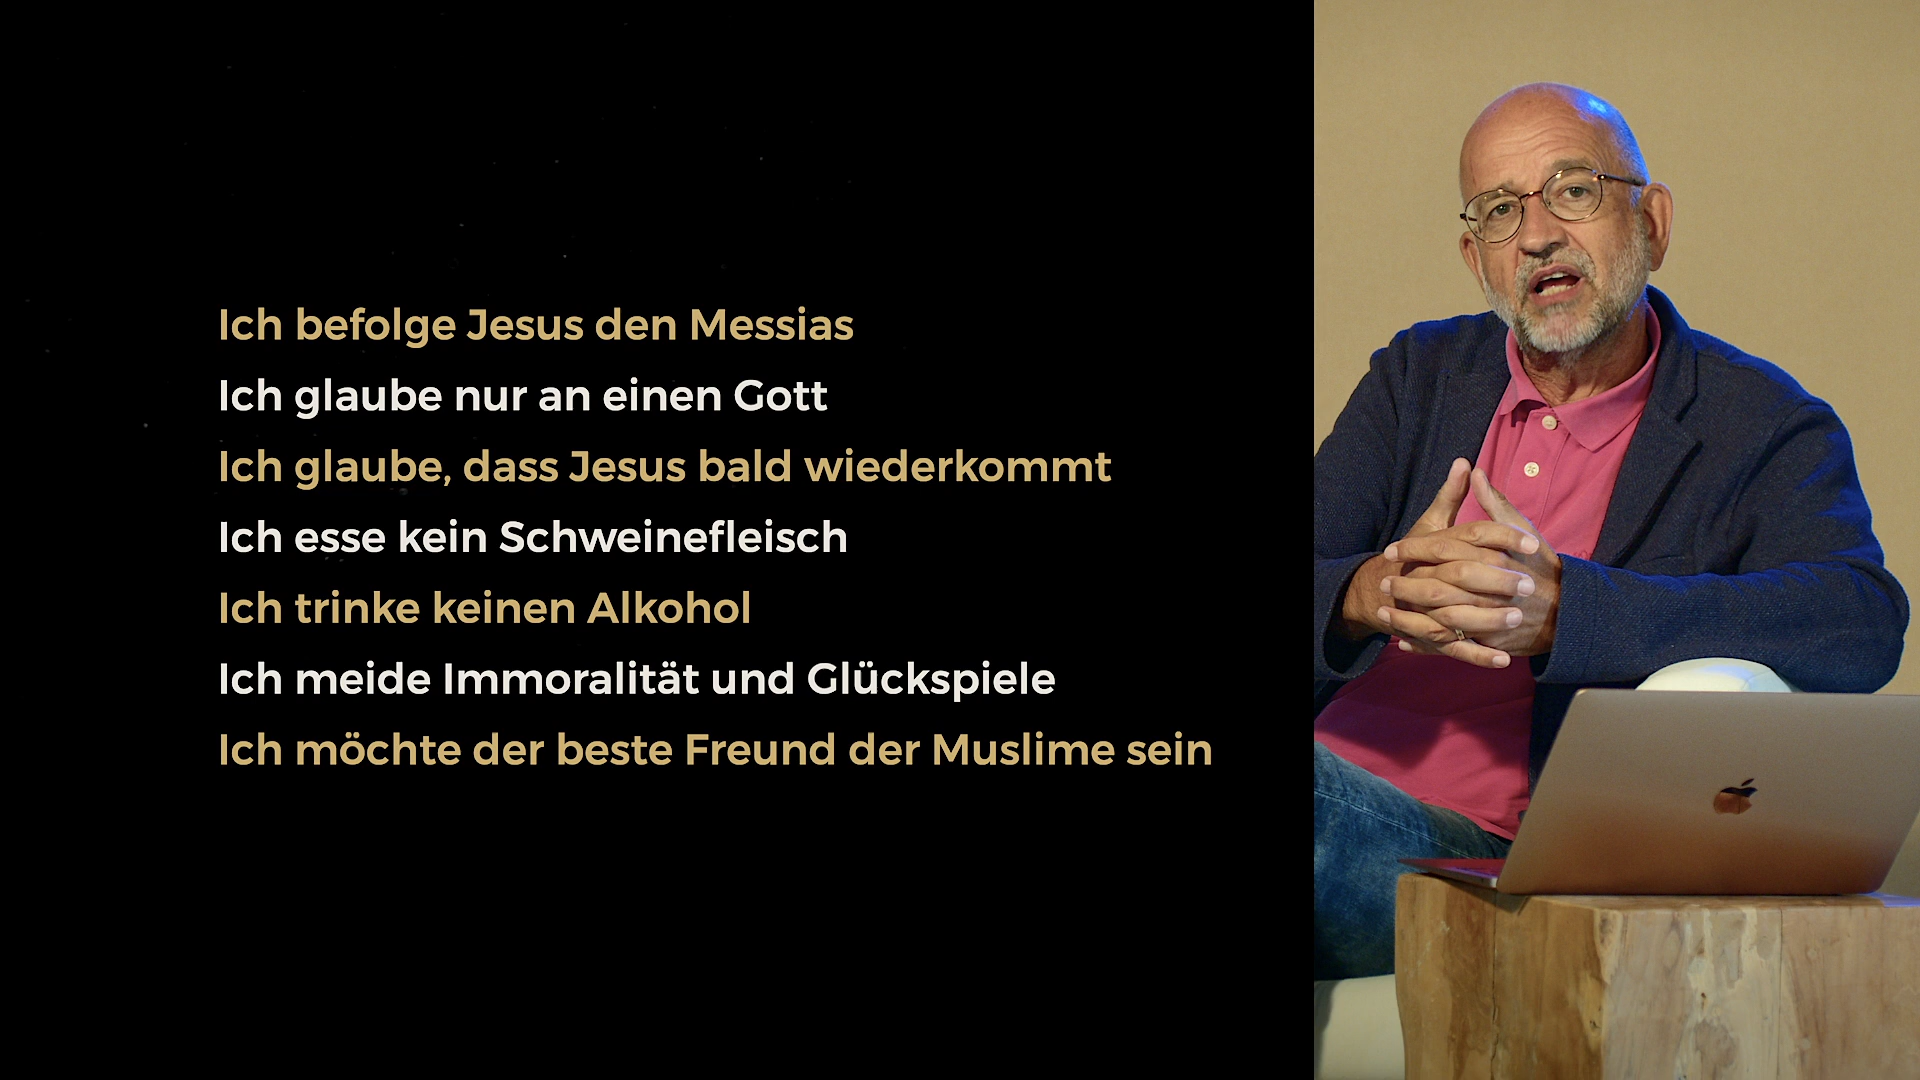 Ich befolge Jesus den Messias
Ich glaube nur an einen Gott
Ich glaube, dass Jesus bald wiederkommt
Ich esse kein Schweinefleisch
Ich trinke keinen Alkohol
Ich meide Immoralität und Glückspiele
Ich möchte der beste Freund der Muslime sein